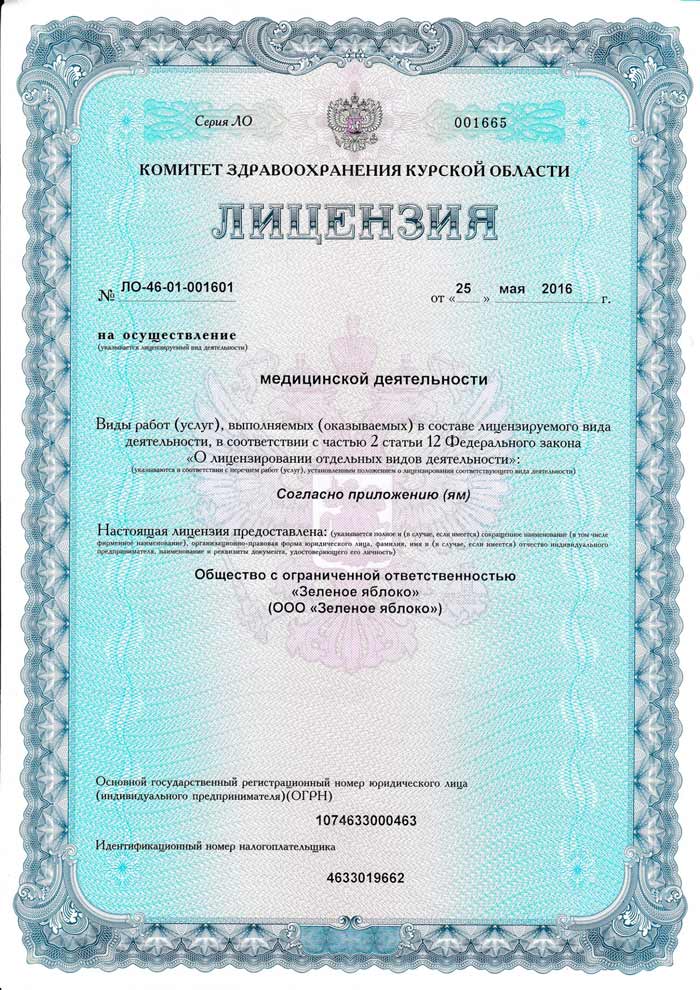 Серия ЛО 001665
КОМИТЕТ ЗДРАВООХРАНЕНИЯ КУРСКОЙ ОБЛАСТИ
ЛИЦЕНЗИЯ
№ ЛО-46-01-001601 от « 25 » мая 2016 г.
на осуществление
(указывается лицензируемый вид деятельности)
медицинской деятельности
Виды работ (услуг), выполняемых (оказываемых) в составе лицензируемого вида
деятельности, в соответствии с частью 2 статьи 12 Федерального закона
«О лицензировании отдельных видов деятельности»:
(указываются в соответствии с перечнем работ (услуг), установленным положением о лицензировании соответствующего вида деятельности)
Согласно приложению (ям)
Настоящая лицензия предоставлена: (указывается полное и (в случае, если имеется) сокращенное наименование (в том числе
фирменное наименование), организационно-правовая форма юридического лица, фамилия, имя и (в случае, если имеется) отчество индивидуального
предпринимателя, наименование и реквизиты документа, удостоверяющего его личность)
Общество с ограниченной ответственностью
«Зеленое яблоко»
(ООО «Зеленое яблоко»)
Основной государственный регистрационный номер юридического лица
(индивидуального предпринимателя)(ОГРН)
1074633000463
Идентификационный номер налогоплательщика
4633019662